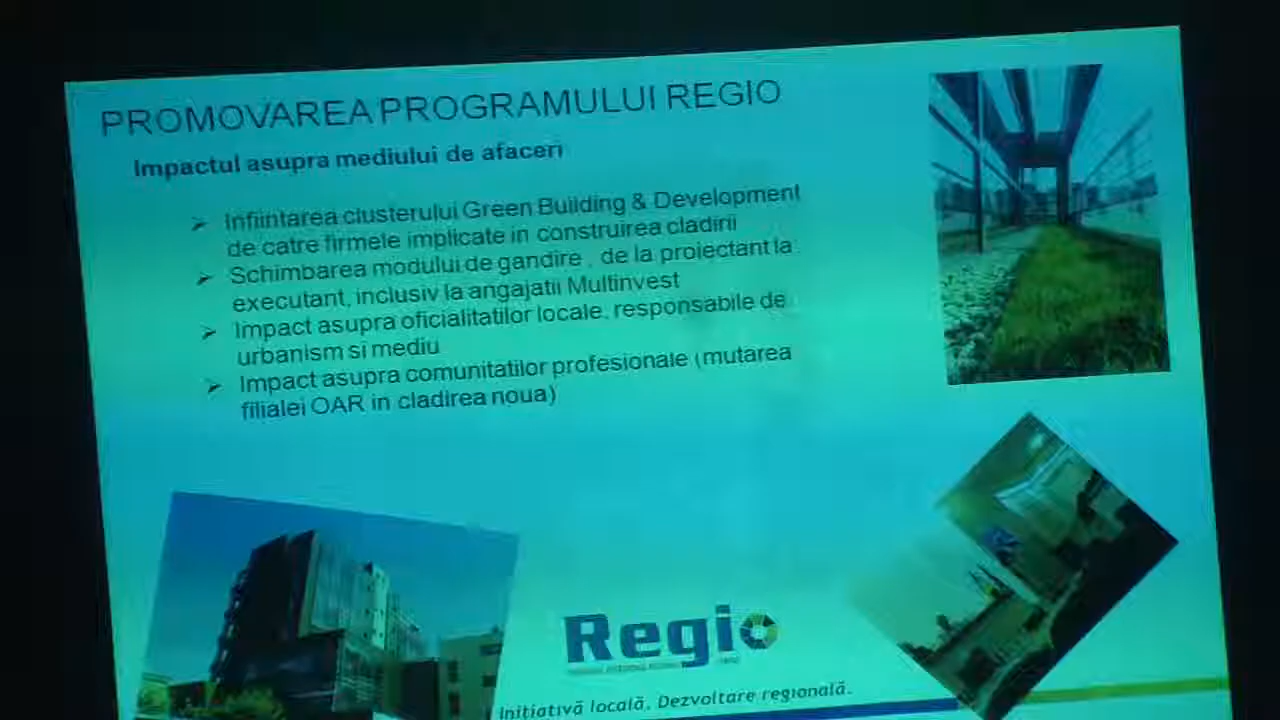 PROMOVAREA PROGRAMULUI REGIO
Impactul asupra mediului de afaceri
Infiintarea clusterului Green Building & Development
de catre firmele implicate in construirea cladirii
Schimbarea modului de gandire , de la proiectant la
executant, inclusiv la angajatii Multinvest
Impact asupra oficialitatilor locale, responsabile de
urbanism si mediu
Impact asupra comunitatilor profesionale (mutarea
filialei OAR in cladirea noua)
Regio
Inițiativă locală. Dezvoltare regională.